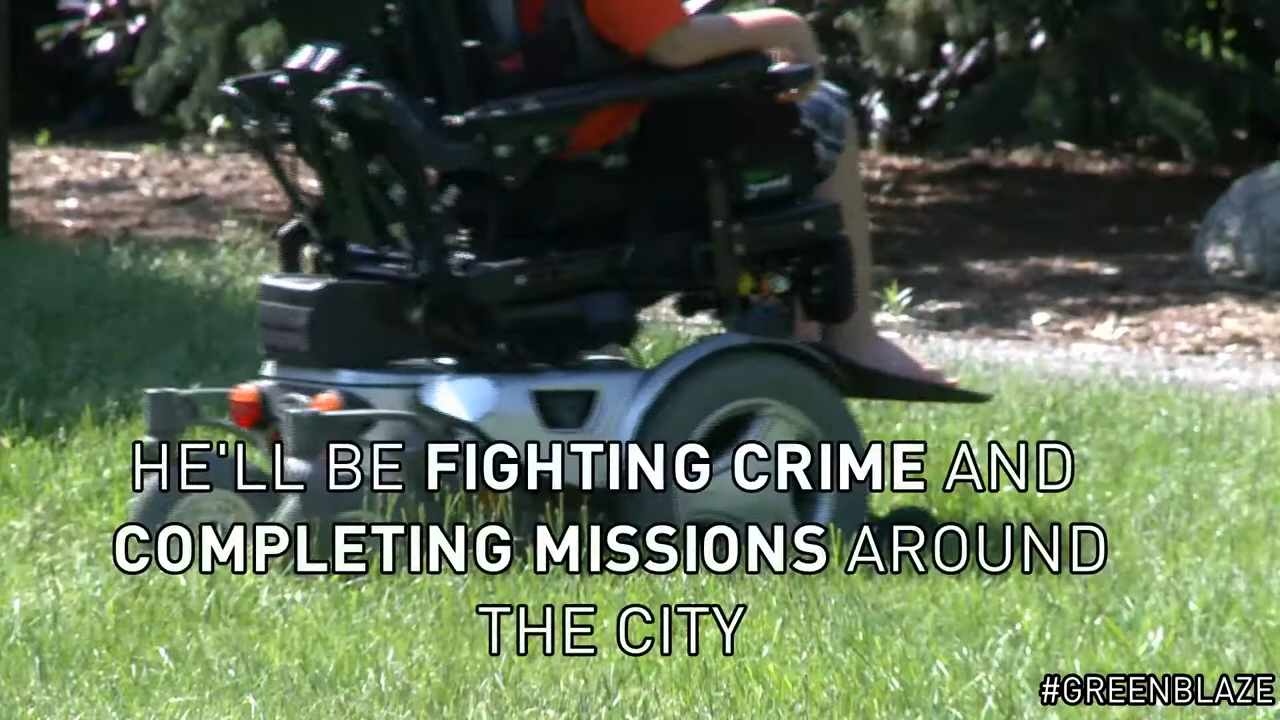 HE'LL BE FIGHTING CRIME AND
COMPLETING MISSIONS AROUND
THE CITY
#GREENBLAZE